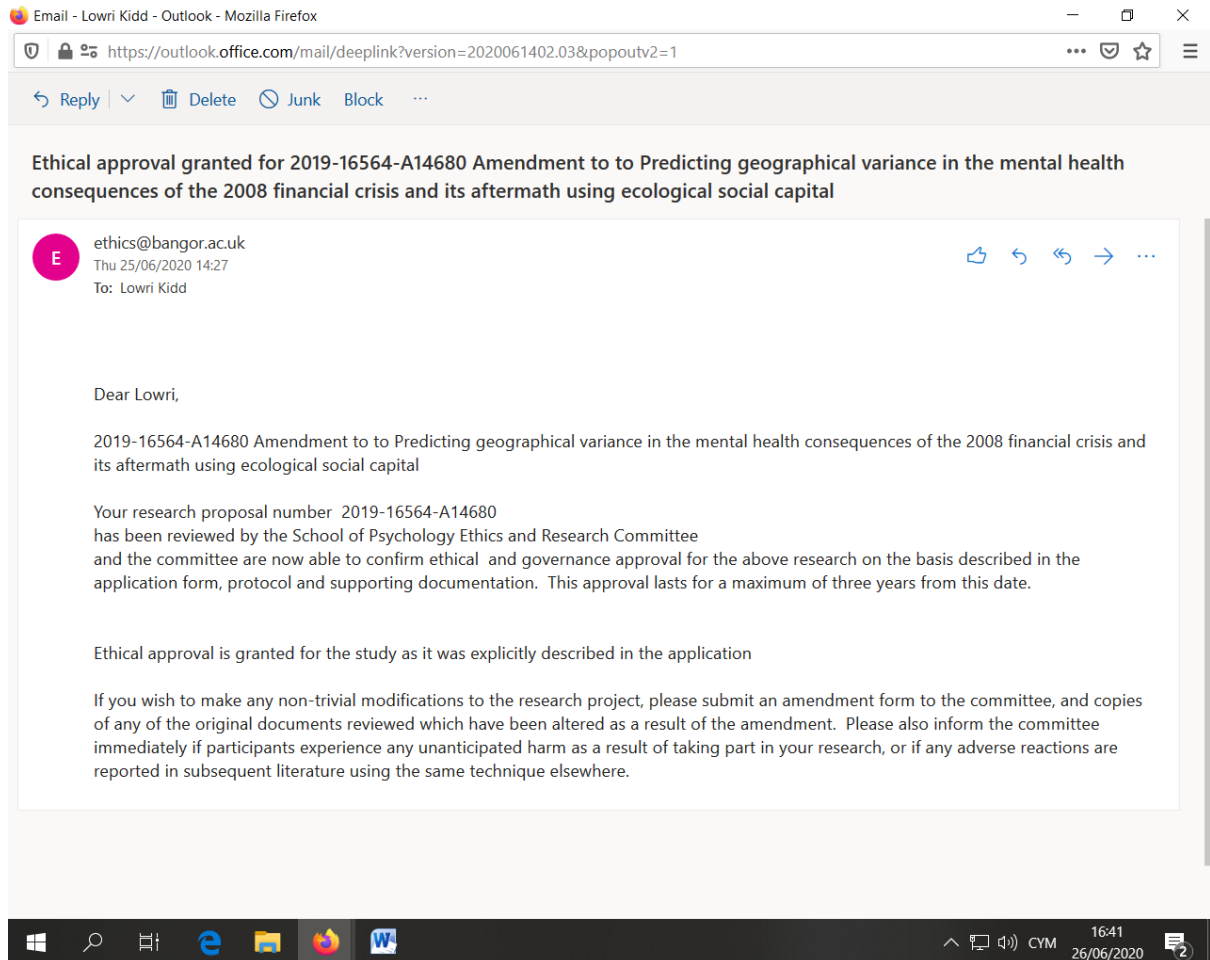 Email - Lowri Kidd - Outlook - Mozilla Firefox
https://outlook.office.com/mail/deeplink?version=2020061402.03&popoutv2=1
Reply Delete Junk Block ...
Ethical approval granted for 2019-16564-A14680 Amendment to to Predicting geographical variance in the mental health
consequences of the 2008 financial crisis and its aftermath using ecological social capital
E
ethics@bangor.ac.uk
Thu 25/06/2020 14:27
To: Lowri Kidd
Dear Lowri,
2019-16564-A14680 Amendment to to Predicting geographical variance in the mental health consequences of the 2008 financial crisis and
its aftermath using ecological social capital
Your research proposal number 2019-16564-A14680
has been reviewed by the School of Psychology Ethics and Research Committee
and the committee are now able to confirm ethical and governance approval for the above research on the basis described in the
application form, protocol and supporting documentation. This approval lasts for a maximum of three years from this date.
Ethical approval is granted for the study as it was explicitly described in the application
If you wish to make any non-trivial modifications to the research project, please submit an amendment form to the committee, and copies
of any of the original documents reviewed which have been altered as a result of the amendment. Please also inform the committee
immediately if participants experience any unanticipated harm as a result of taking part in your research, or if any adverse reactions are
reported in subsequent literature using the same technique elsewhere.
W
CYM
16:41
26/06/2020
2